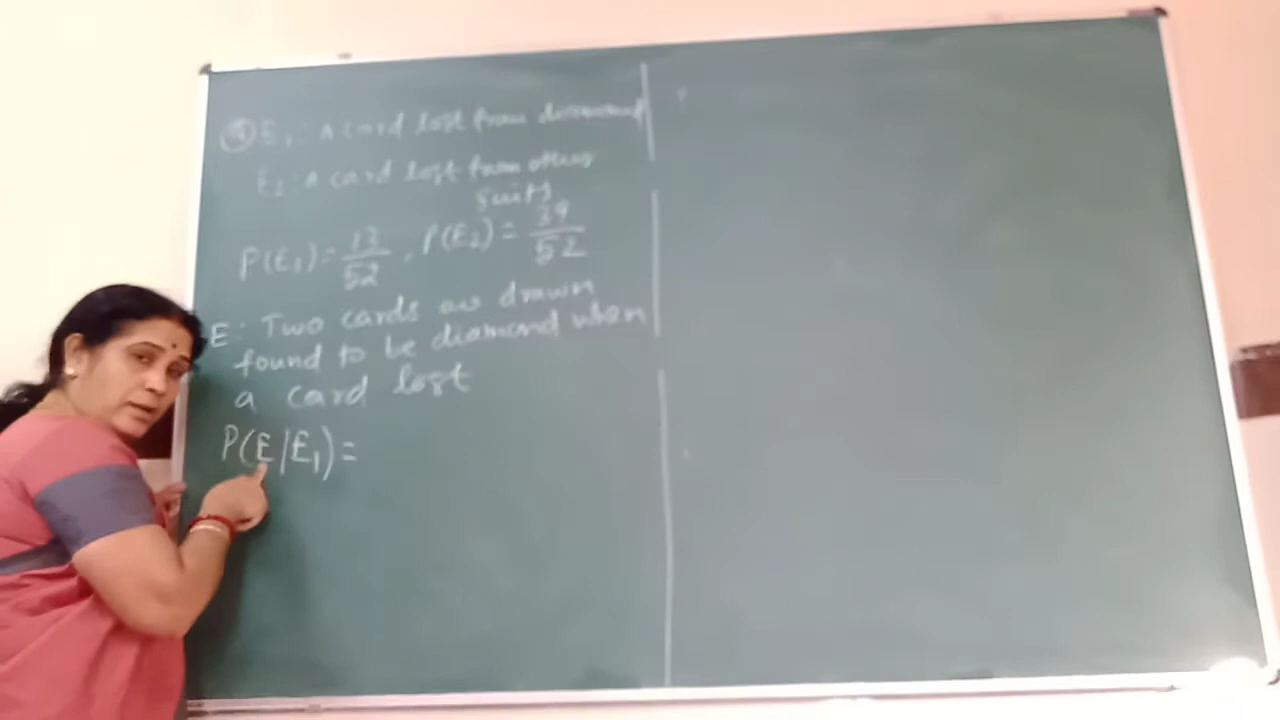 E1: A card lost from diamond
E2: A card lost from other
suits
P(E1) = 13/52, P(E2) = 39/52
E: Two cards are drawn
found to be diamond when
a card lost
P(E|E1) =